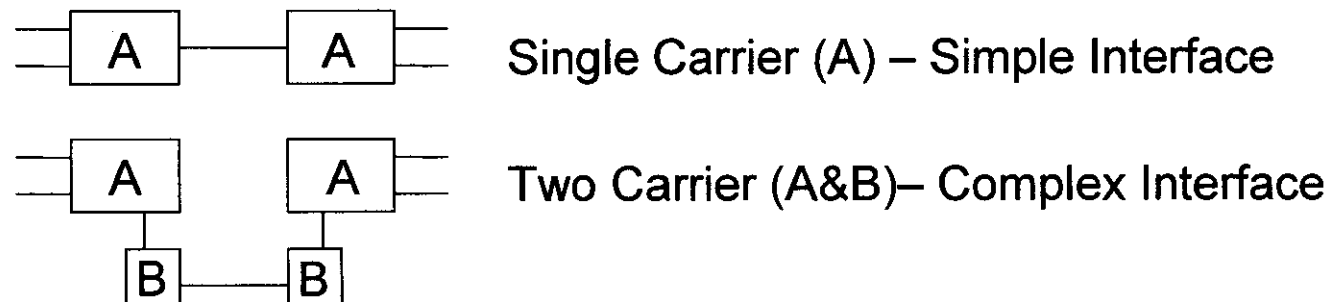 A A Single Carrier (A) – Simple Interface
A A Two Carrier (A&B)– Complex Interface
B B